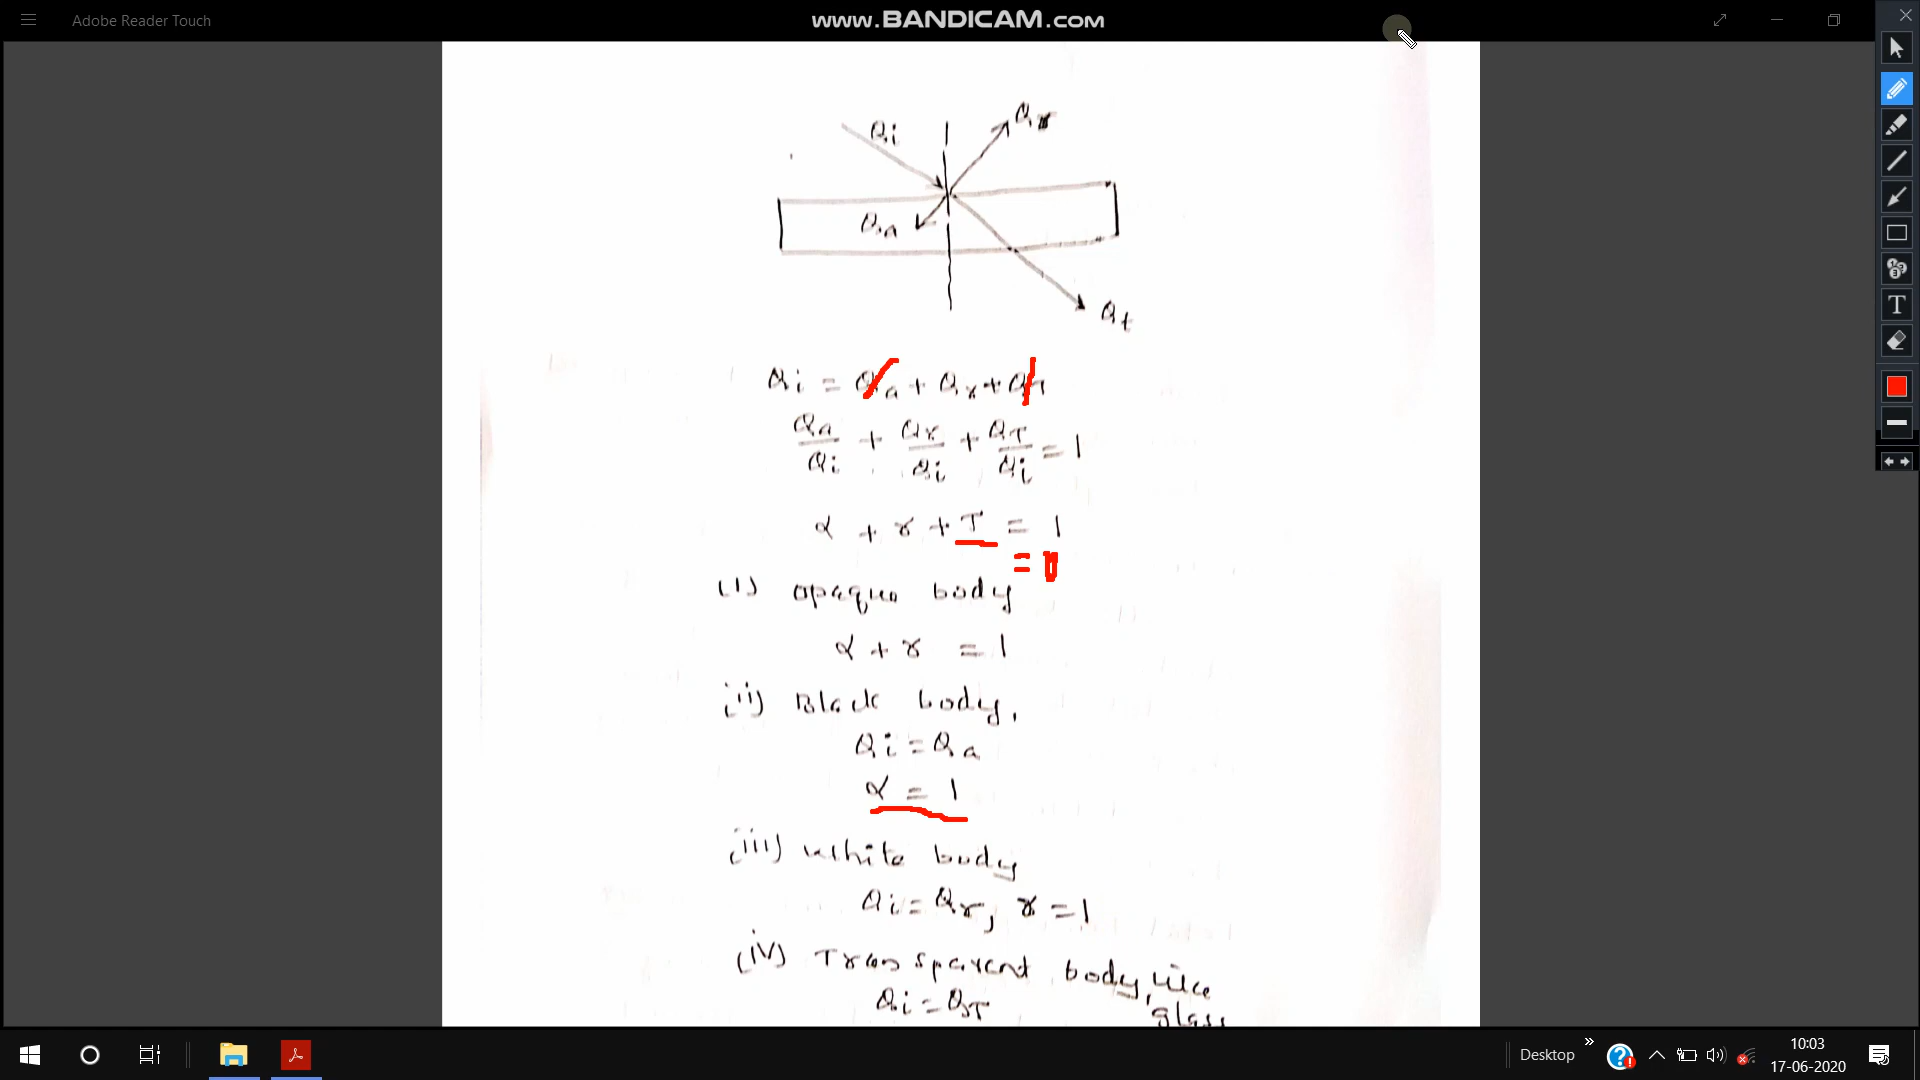 Adobe Reader Touch
www.BANDICAM.com
Qi
Qr
Qa
Qt
Qi = Qa + Qr + QT
Qa/Qi + Qr/Qi + QT/Qi = 1
α + r + T = 1
= 0
(i) opaque body
α + r = 1
(ii) Black body,
Qi = Qa
α = 1
(iii) White body
Qi = Qr, r = 1
(iv) Transparent body, like
glass
Qi = QT
Desktop
10:03
17-06-2020